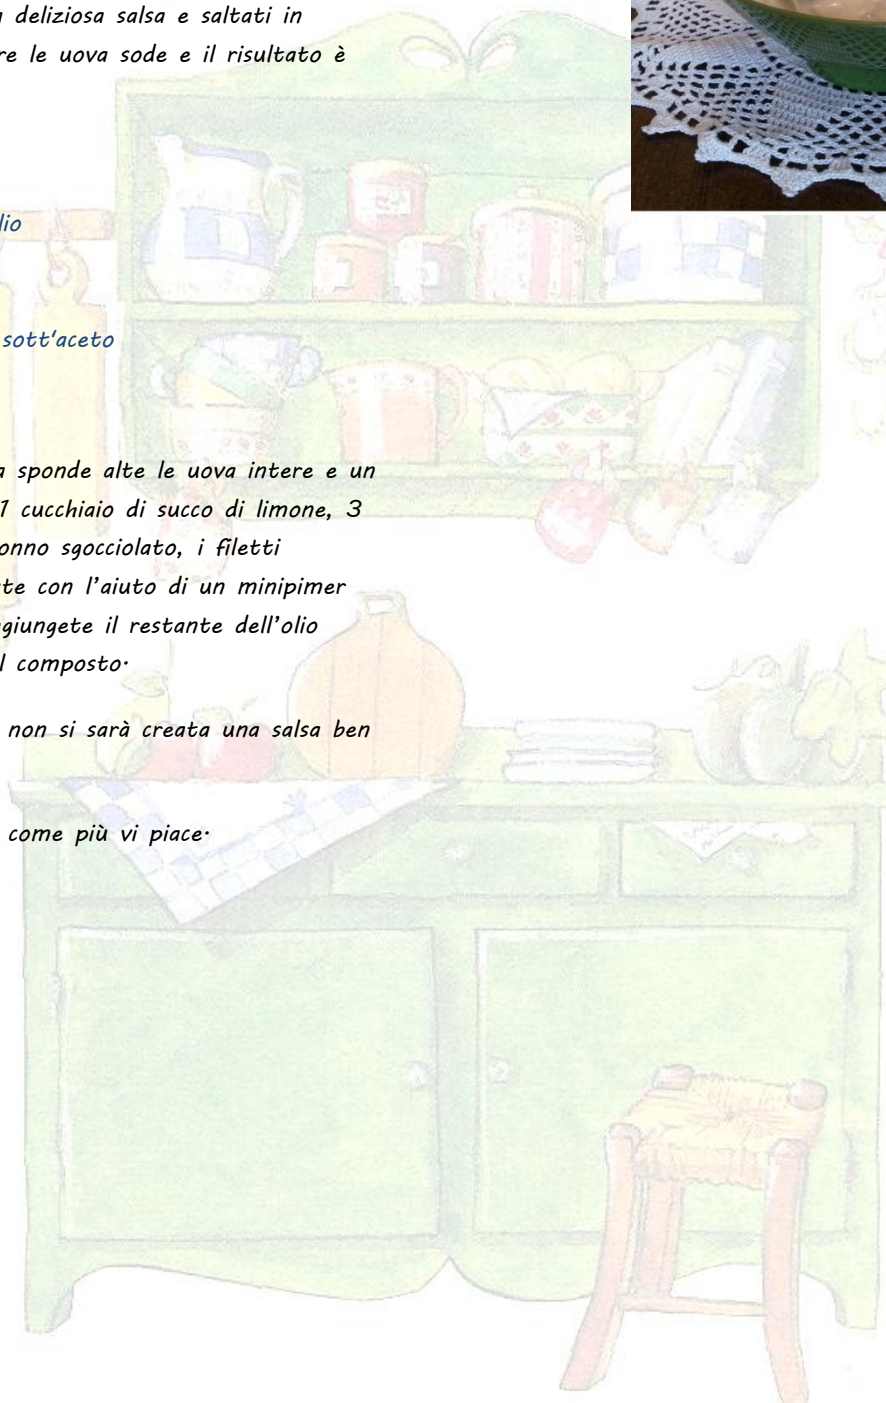 deliziosa salsa e saltati in
re le uova sode e il risultato è
lio
sott'aceto
a sponde alte le uova intere e un
1 cucchiaio di succo di limone, 3
onno sgocciolato, i filetti
te con l'aiuto di un minipimer
giungete il restante dell'olio
l composto.
non si sarà creata una salsa ben
come più vi piace.